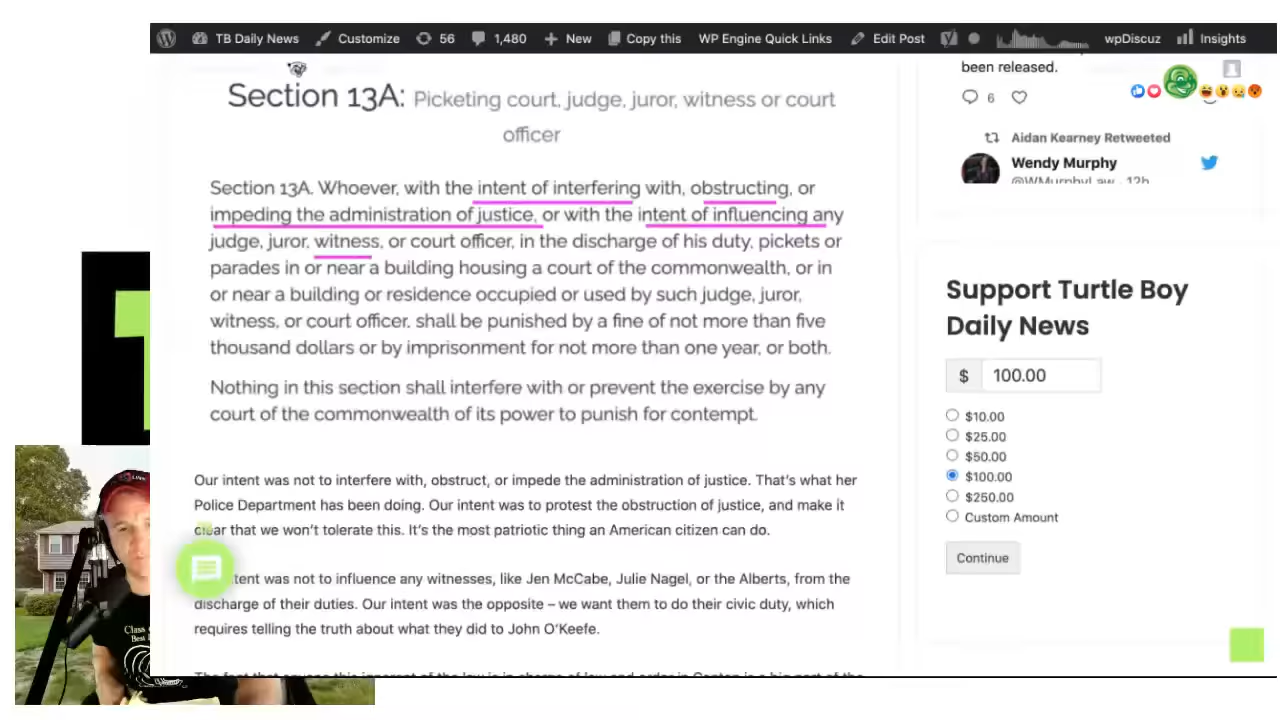 TB Daily News Customize 56 1,480 New Copy this WP Engine Quick Links Edit Post wpDiscuz Insights
Section 13A: Picketing court, judge, juror, witness or court
officer
Section 13A. Whoever, with the intent of interfering with, obstructing, or
impeding the administration of justice, or with the intent of influencing any
judge, juror, witness, or court officer, in the discharge of his duty, pickets or
parades in or near a building housing a court of the commonwealth, or in
or near a building or residence occupied or used by such judge, juror,
witness, or court officer, shall be punished by a fine of not more than five
thousand dollars or by imprisonment for not more than one year, or both.
Nothing in this section shall interfere with or prevent the exercise by any
court of the commonwealth of its power to punish for contempt.
Our intent was not to interfere with, obstruct, or impede the administration of justice. That's what her
Police Department has been doing. Our intent was to protest the obstruction of justice, and make it
clear that we won't tolerate this. It's the most patriotic thing an American citizen can do.
intent was not to influence any witnesses, like Jen McCabe, Julie Nagel, or the Alberts, from the
discharge of their duties. Our intent was the opposite – we want them to do their civic duty, which
requires telling the truth about what they did to John O'Keefe.
been released.
6
Aidan Kearney Retweeted
Wendy Murphy
@WMurphyLaw · 12h
Support Turtle Boy
Daily News
$ 100.00
$10.00
$25.00
$50.00
$100.00
$250.00
Custom Amount
Continue
Class
Best